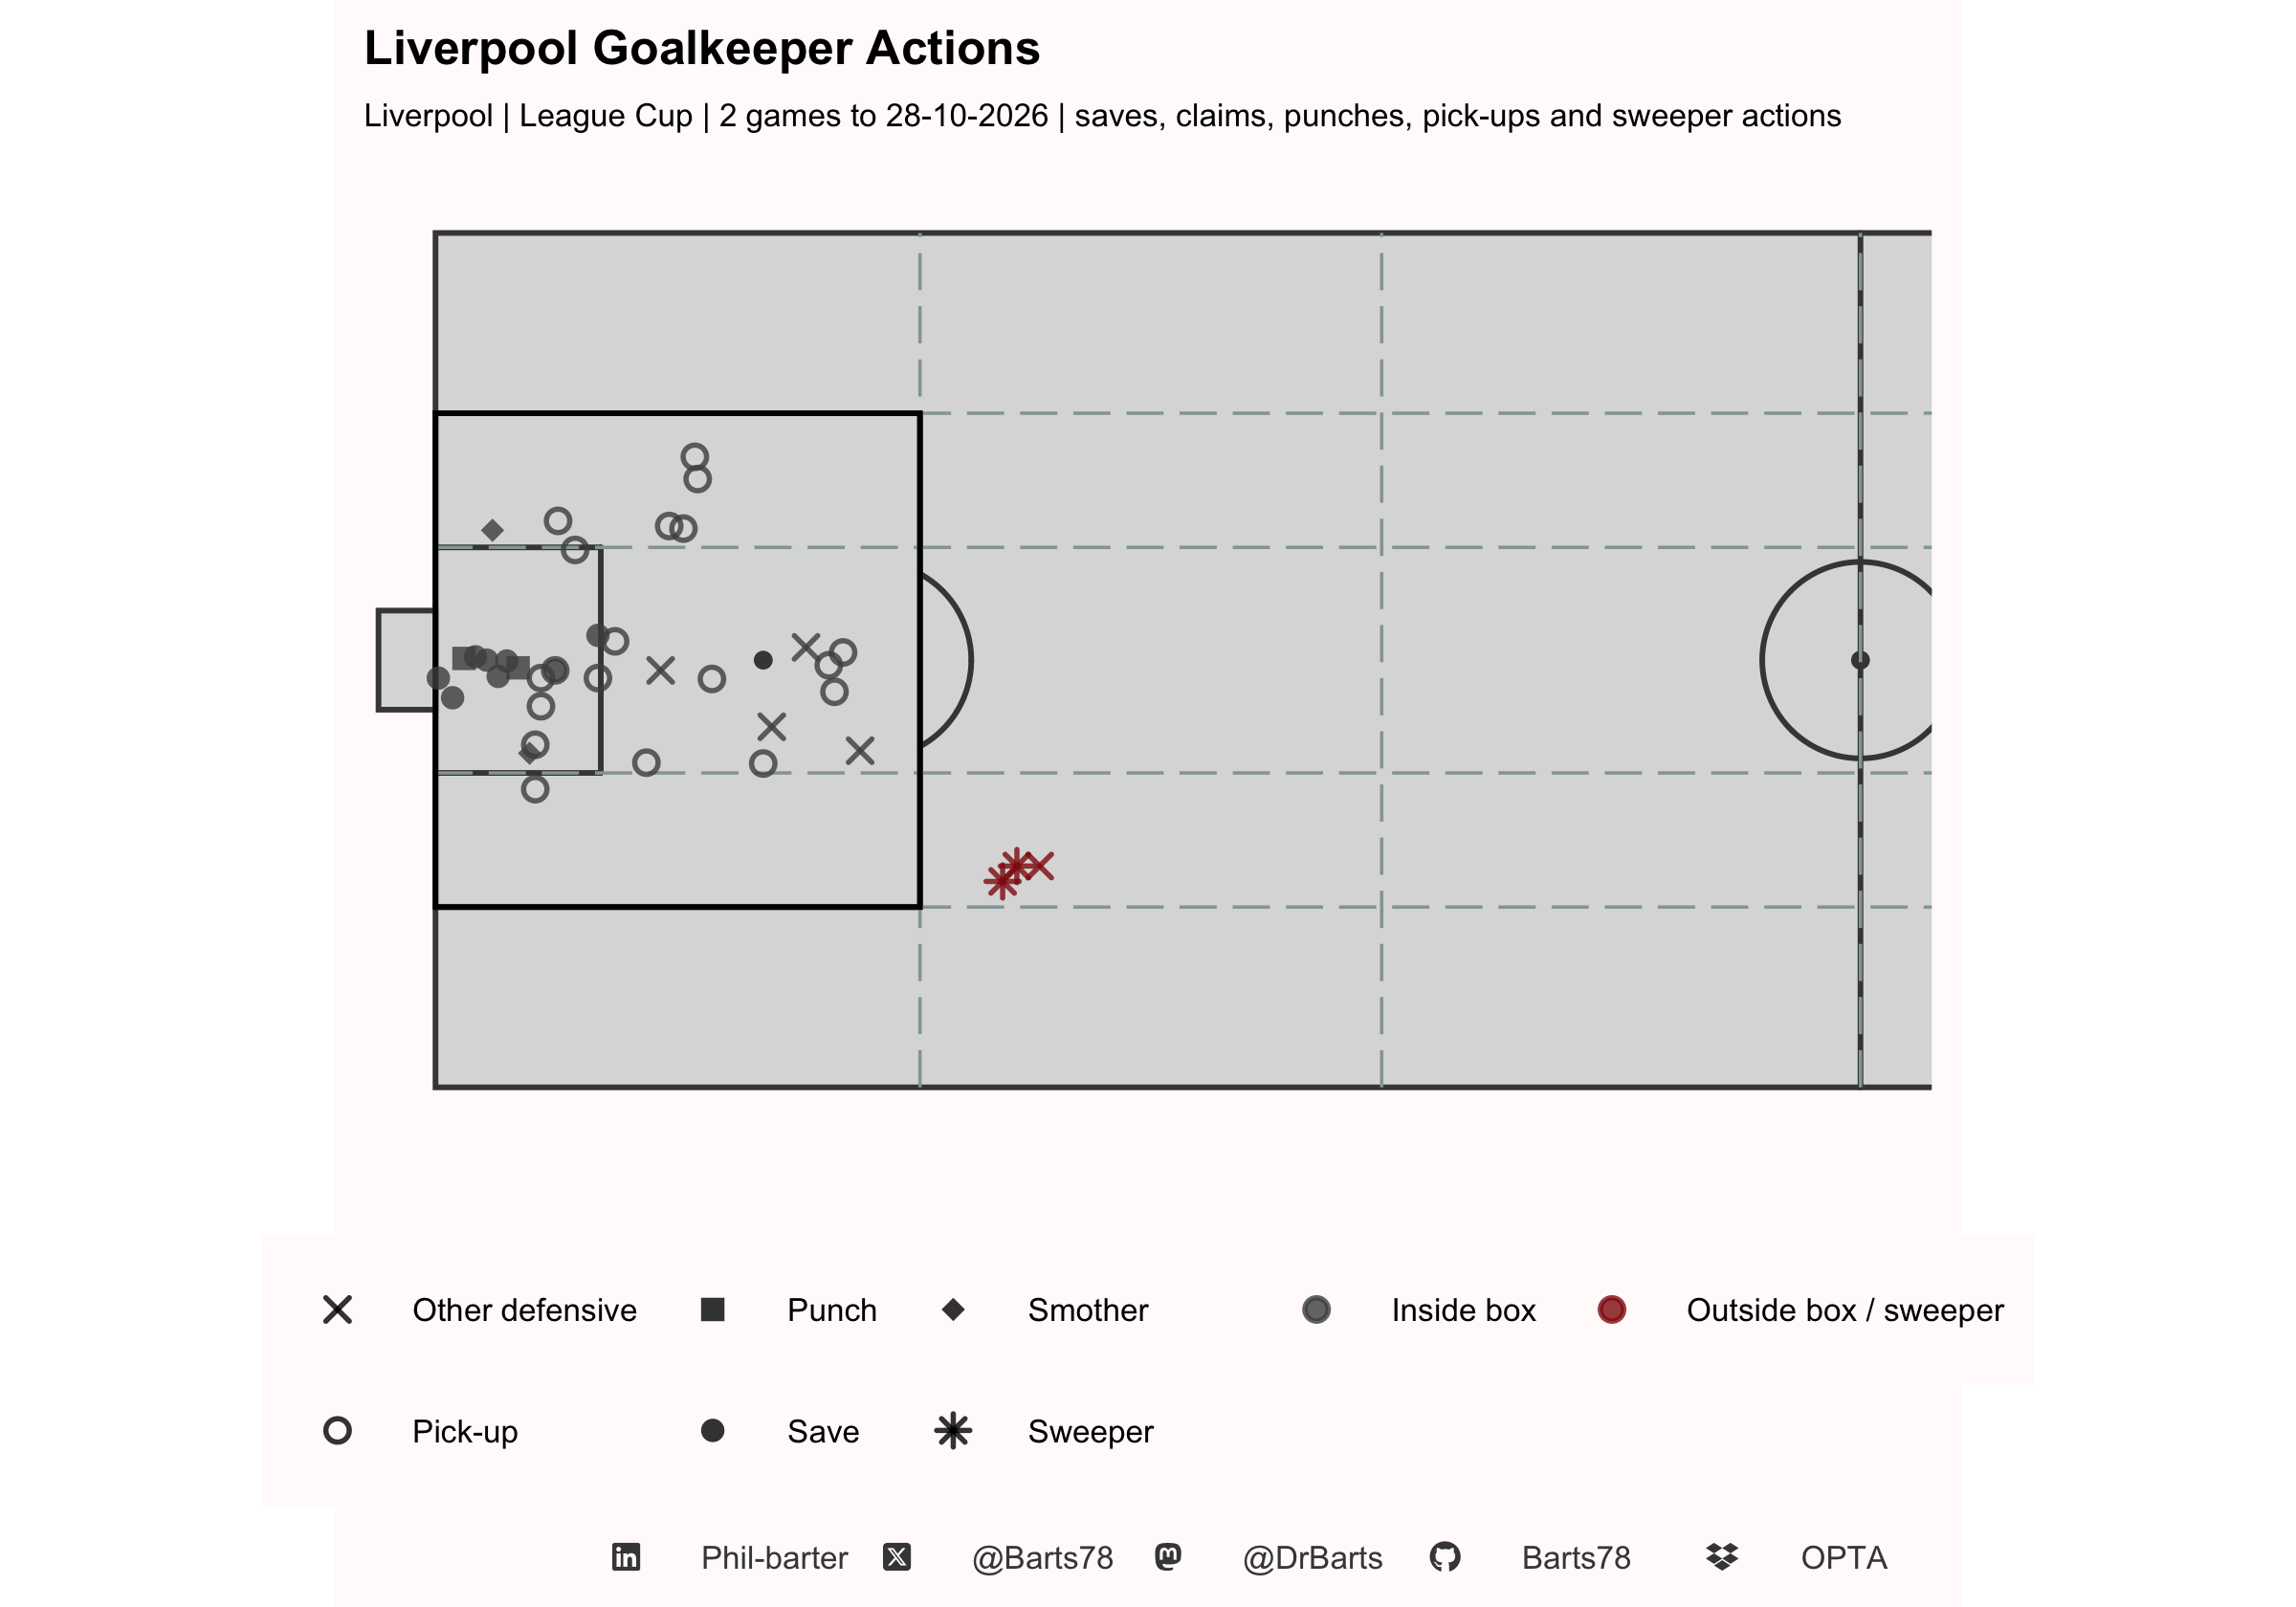 Liverpool Goalkeeper Actions
Liverpool | League Cup | 2 games to 28-10-2026 | saves, claims, punches, pick-ups and sweeper actions
Other defensive Punch Smother Inside box Outside box / sweeper
Pick-up Save Sweeper
Phil-barter @Barts78 @DrBarts Barts78 OPTA